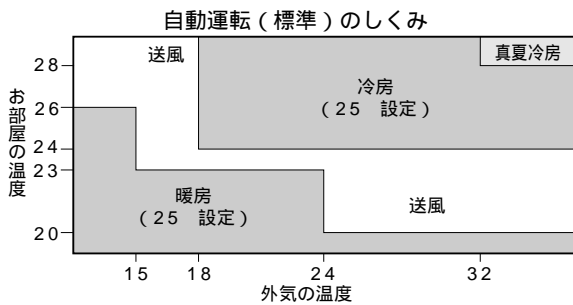 自動運転(標準)のしくみ
送風
真夏冷房
冷房
(25 設定)
お部屋の温度
28
26
24
23
20
暖房
(25 設定)
送風
15
18
24
32
外気の温度